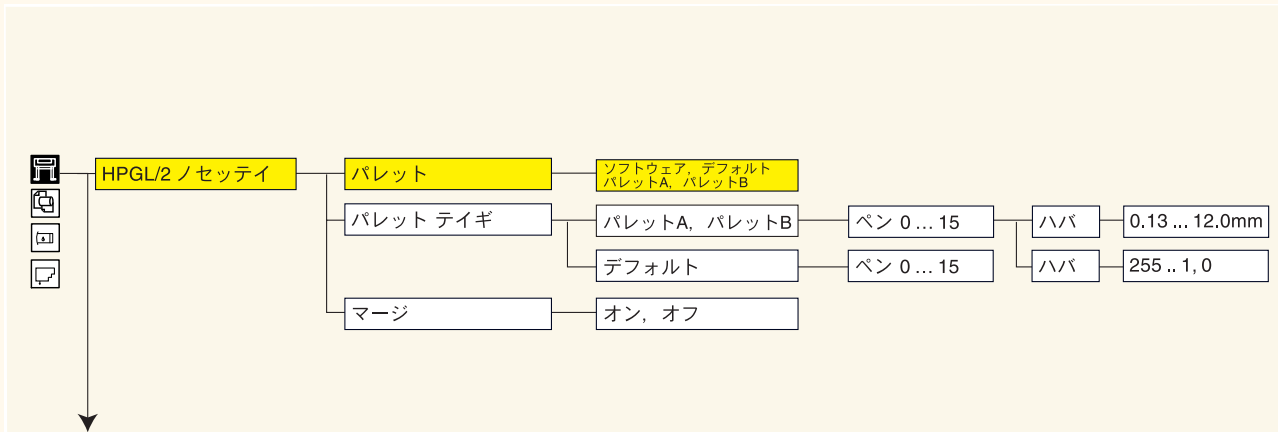 HPGL/2 ノセッテイ
パレット
ソフトウェア, デフォルト
パレットA, パレットB
パレット テイギ
パレットA, パレットB
ペン 0 ... 15
ハバ
0.13 ... 12.0mm
デフォルト
ペン 0 ... 15
ハバ
255 .. 1, 0
マージ
オン, オフ